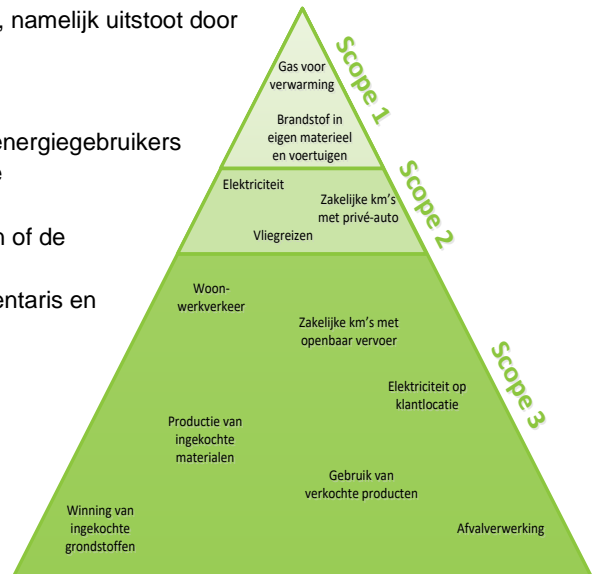 , namelijk uitstoot door
energiegebruikers
e
n of de
entaris en
Scope 1
Gas voor
verwarming
Brandstof in
eigen materieel
en voertuigen
Scope 2
Elektriciteit
Zakelijke km's
met privé-auto
Vliegreizen
Scope 3
Woon-
werkverkeer
Zakelijke km's met
openbaar vervoer
Elektriciteit op
klantlocatie
Productie van
ingekochte
materialen
Gebruik van
verkochte producten
Winning van
ingekochte
grondstoffen
Afvalverwerking